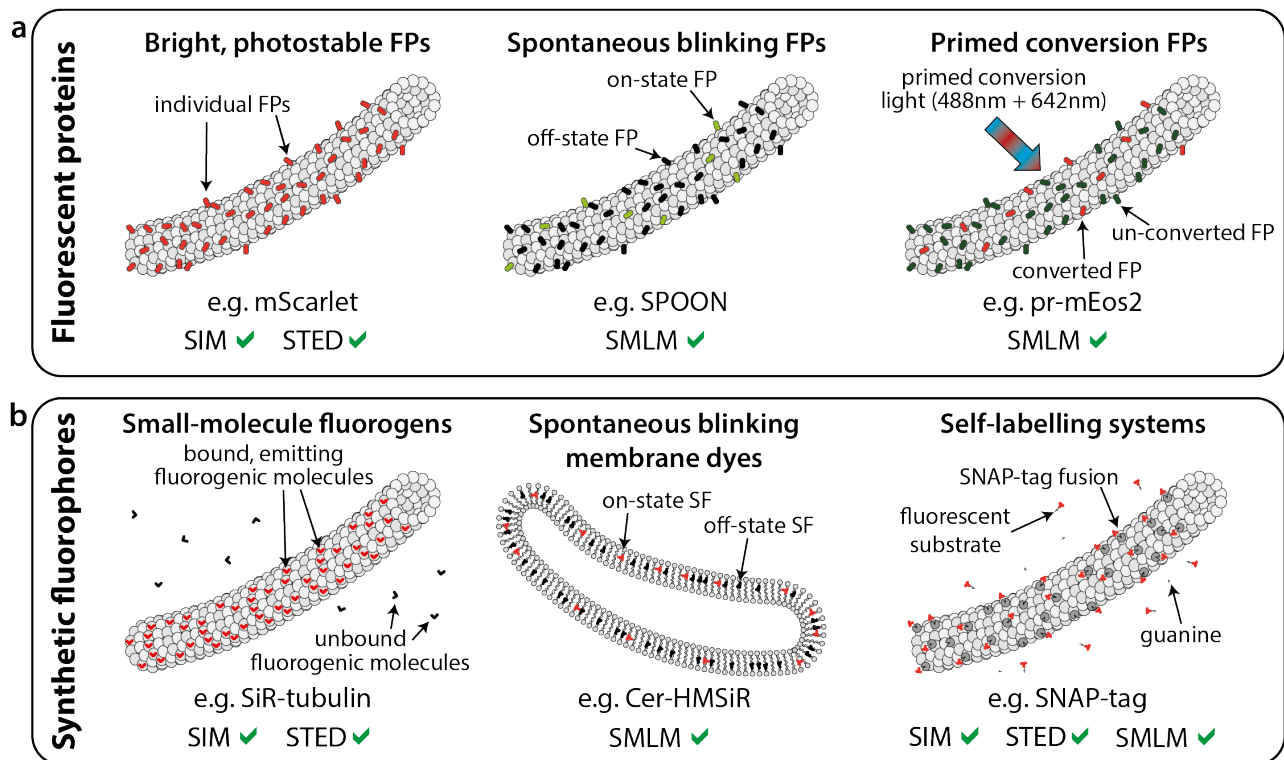 a
Fluorescent proteins
Bright, photostable FPs
individual FPs
e.g. mScarlet
SIM ✔ STED ✔
Spontaneous blinking FPs
on-state FP
off-state FP
e.g. SPOON
SMLM ✔
Primed conversion FPs
primed conversion
light (488nm + 642nm)
un-converted FP
converted FP
e.g. pr-mEos2
SMLM ✔
b
Synthetic fluorophores
Small-molecule fluorogens
bound, emitting
fluorogenic molecules
unbound
fluorogenic molecules
e.g. SiR-tubulin
SIM ✔ STED ✔
Spontaneous blinking
membrane dyes
on-state SF
off-state SF
e.g. Cer-HMSiR
SMLM ✔
Self-labelling systems
SNAP-tag fusion
fluorescent
substrate
guanine
e.g. SNAP-tag
SIM ✔ STED ✔ SMLM ✔